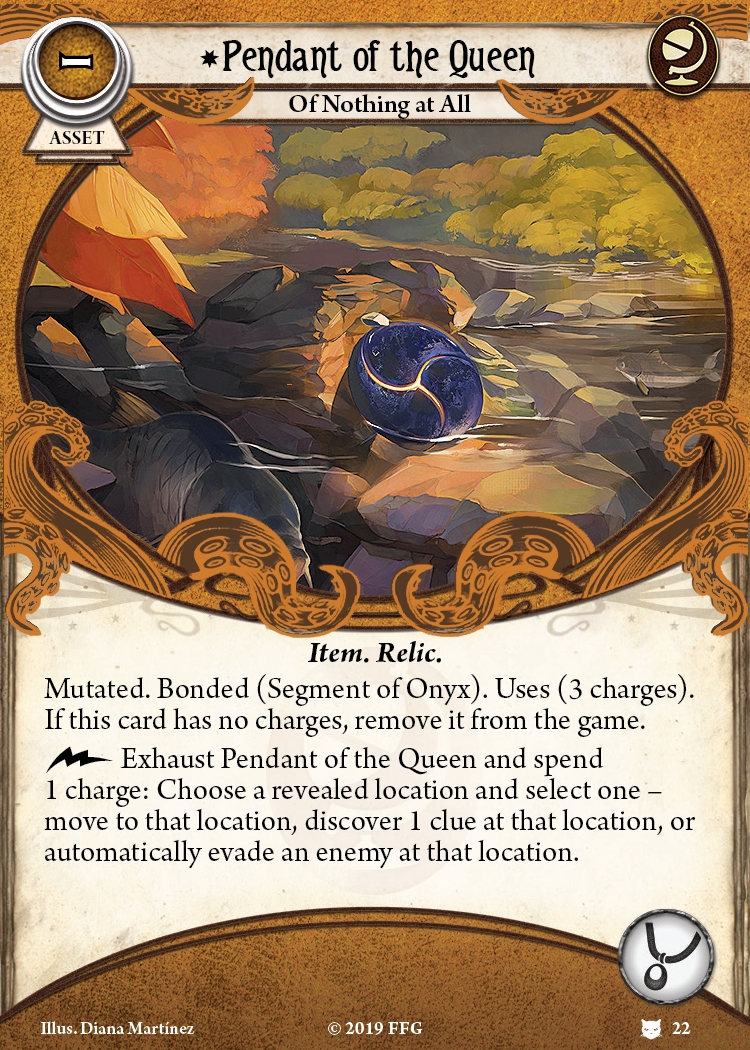 Pendant of the Queen
Of Nothing at All
ASSET
Item. Relic.
Mutated. Bonded (Segment of Onyx). Uses (3 charges).
If this card has no charges, remove it from the game.
Exhaust Pendant of the Queen and spend
1 charge: Choose a revealed location and select one –
move to that location, discover 1 clue at that location, or
automatically evade an enemy at that location.
Illus. Diana Martínez
© 2019 FFG
22